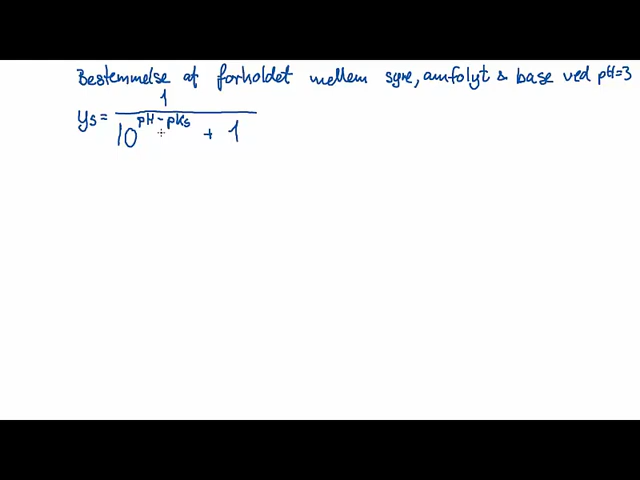 Bestemmelse af forholdet mellem syre, amfolyt & base ved pH=3
ys = 1 / 10^(pH-pKs) + 1